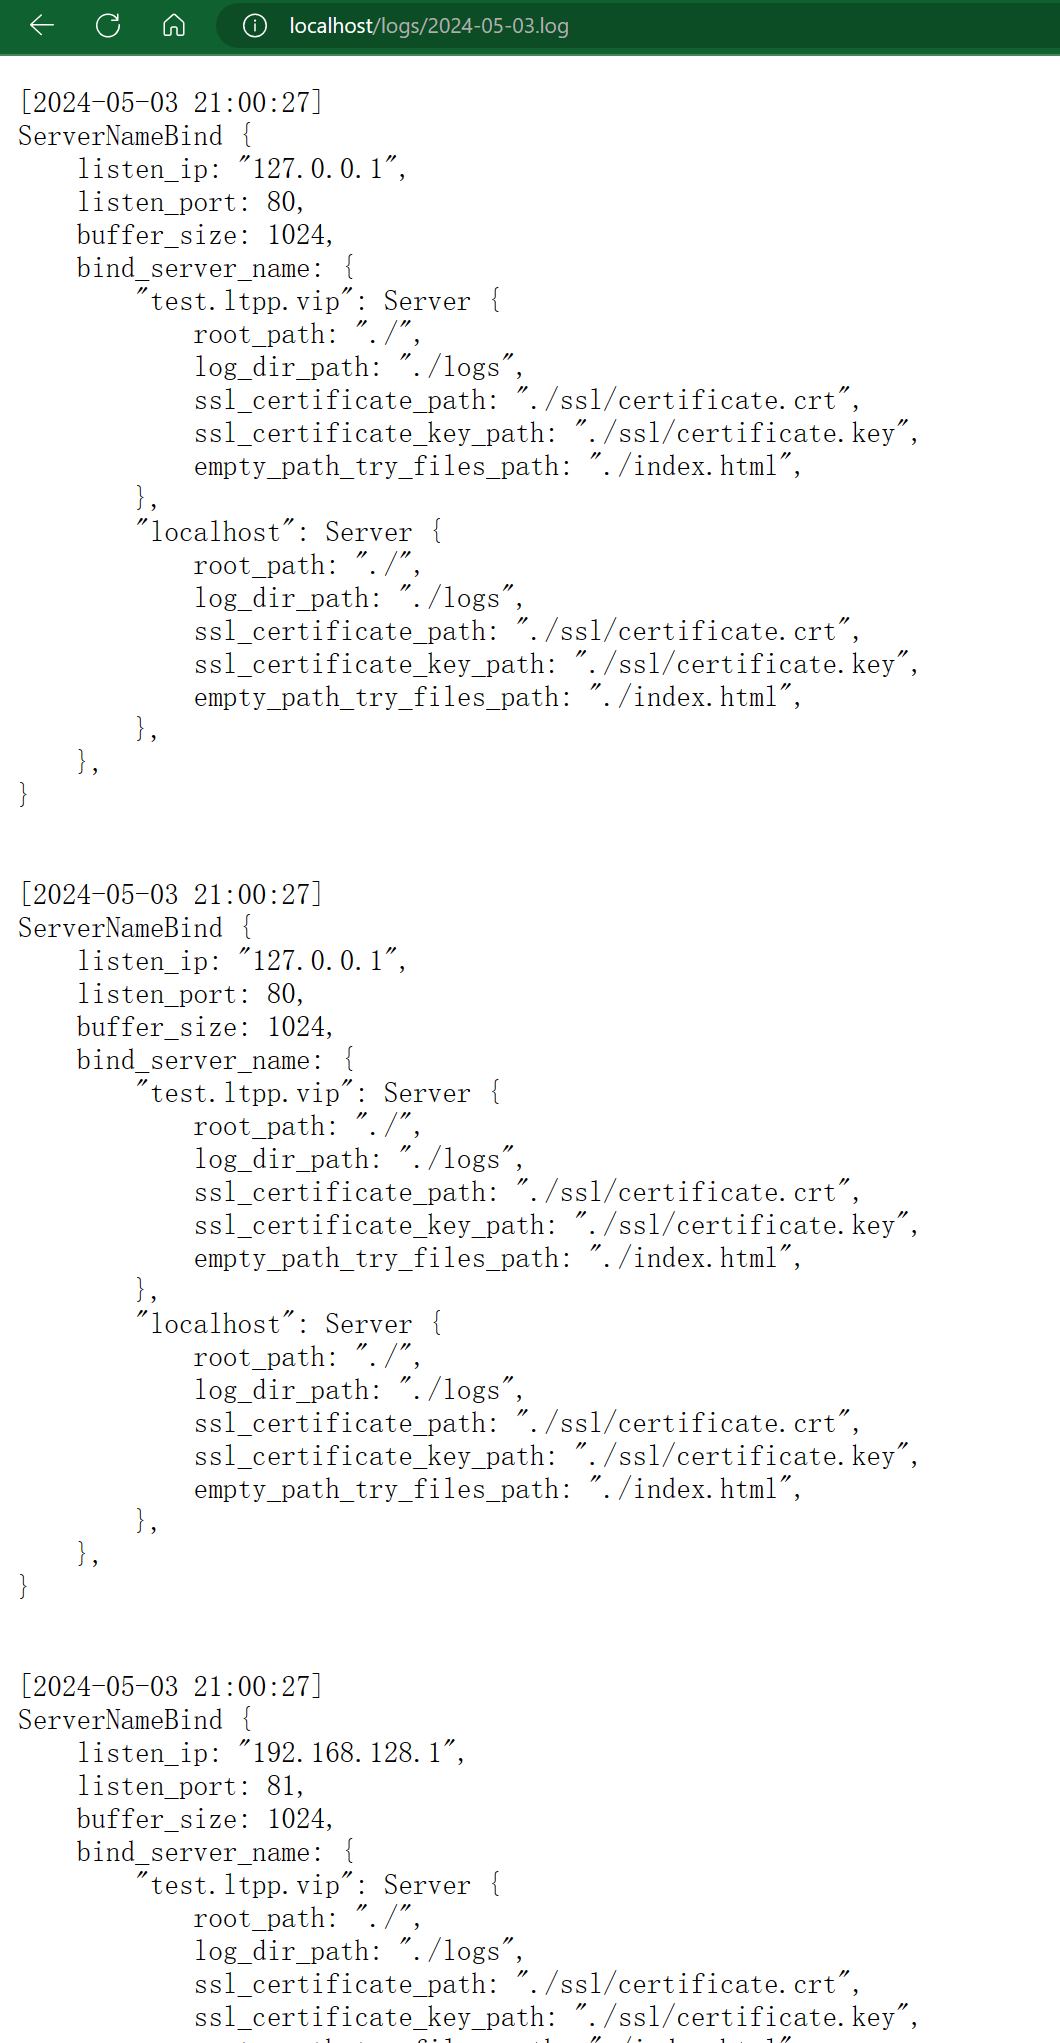 localhost/logs/2024-05-03.log
[2024-05-03 21:00:27]
ServerNameBind {
    listen_ip: "127.0.0.1",
    listen_port: 80,
    buffer_size: 1024,
    bind_server_name: {
        "test.ltpp.vip": Server {
            root_path: "./",
            log_dir_path: "./logs",
            ssl_certificate_path: "./ssl/certificate.crt",
            ssl_certificate_key_path: "./ssl/certificate.key",
            empty_path_try_files_path: "./index.html",
        },
        "localhost": Server {
            root_path: "./",
            log_dir_path: "./logs",
            ssl_certificate_path: "./ssl/certificate.crt",
            ssl_certificate_key_path: "./ssl/certificate.key",
            empty_path_try_files_path: "./index.html",
        },
    },
}
[2024-05-03 21:00:27]
ServerNameBind {
    listen_ip: "127.0.0.1",
    listen_port: 80,
    buffer_size: 1024,
    bind_server_name: {
        "test.ltpp.vip": Server {
            root_path: "./",
            log_dir_path: "./logs",
            ssl_certificate_path: "./ssl/certificate.crt",
            ssl_certificate_key_path: "./ssl/certificate.key",
            empty_path_try_files_path: "./index.html",
        },
        "localhost": Server {
            root_path: "./",
            log_dir_path: "./logs",
            ssl_certificate_path: "./ssl/certificate.crt",
            ssl_certificate_key_path: "./ssl/certificate.key",
            empty_path_try_files_path: "./index.html",
        },
    },
}
[2024-05-03 21:00:27]
ServerNameBind {
    listen_ip: "192.168.128.1",
    listen_port: 81,
    buffer_size: 1024,
    bind_server_name: {
        "test.ltpp.vip": Server {
            root_path: "./",
            log_dir_path: "./logs",
            ssl_certificate_path: "./ssl/certificate.crt",
            ssl_certificate_key_path: "./ssl/certificate.key",